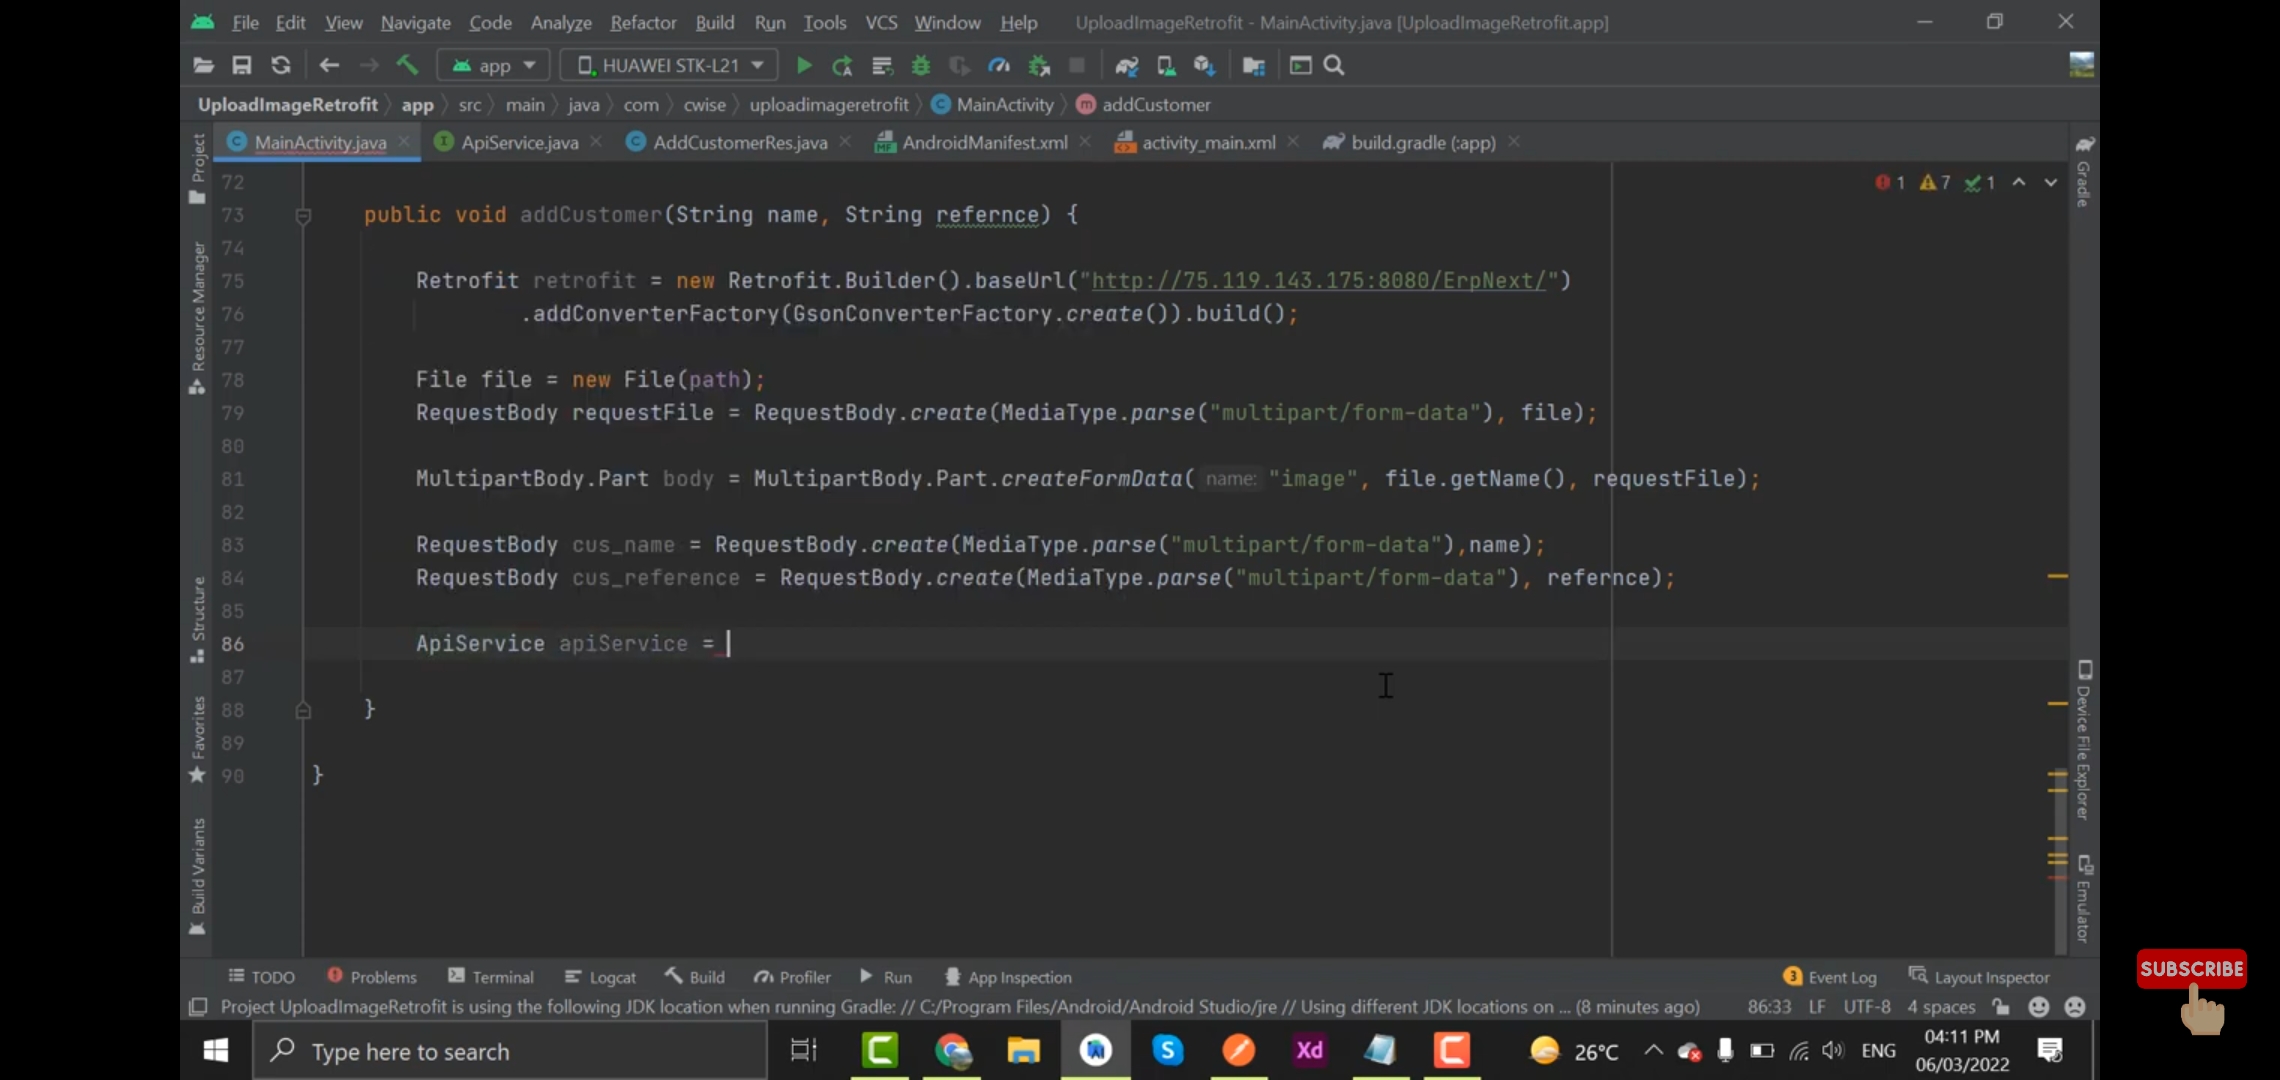 File Edit View Navigate Code Analyze Refactor Build Run Tools VCS Window Help UploadImageRetrofit - MainActivity.java [UploadImageRetrofit.app]
app HUAWEI STK-L21
UploadImageRetrofit app src main java com cwise uploadimageretrofit MainActivity addCustomer
MainActivity.java ApiService.java AddCustomerRes.java AndroidManifest.xml activity_main.xml build.gradle (:app)
Project
Resource Manager
Structure
Favorites
Build Variants
1 7 1
72
73 public void addCustomer(String name, String refernce) {
74
75 Retrofit retrofit = new Retrofit.Builder().baseUrl("http://75.119.143.175:8080/ErpNext/")
76 .addConverterFactory(GsonConverterFactory.create()).build();
77
78 File file = new File(path);
79 RequestBody requestFile = RequestBody.create(MediaType.parse("multipart/form-data"), file);
80
81 MultipartBody.Part body = MultipartBody.Part.createFormData( name: "image", file.getName(), requestFile);
82
83 RequestBody cus_name = RequestBody.create(MediaType.parse("multipart/form-data"),name);
84 RequestBody cus_reference = RequestBody.create(MediaType.parse("multipart/form-data"), refernce);
85
86 ApiService apiService =
87
88 }
89
90 }
Gradle
Device File Explorer
Emulator
TODO Problems Terminal Logcat Build Profiler Run App Inspection 3 Event Log Layout Inspector
Project UploadImageRetrofit is using the following JDK location when running Gradle: // C:/Program Files/Android/Android Studio/jre // Using different JDK locations on ... (8 minutes ago) 86:33 LF UTF-8 4 spaces
Type here to search Xd 26°C ENG 04:11 PM
06/03/2022
SUBSCRIBE